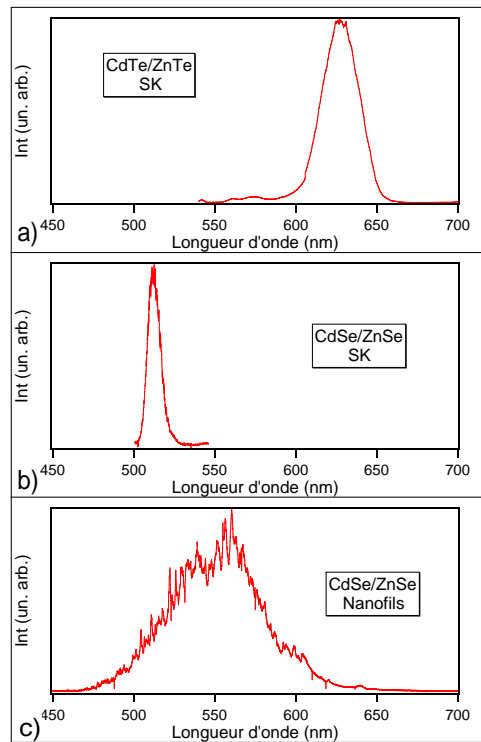 Int (un. arb.)
CdTe/ZnTe
SK
450 500 550 600 650 700
a)
Longueur d'onde (nm)
Int (un. arb.)
CdSe/ZnSe
SK
450 500 550 600 650 700
b)
Longueur d'onde (nm)
Int (un. arb.)
CdSe/ZnSe
Nanofils
450 500 550 600 650 700
c)
Longueur d'onde (nm)